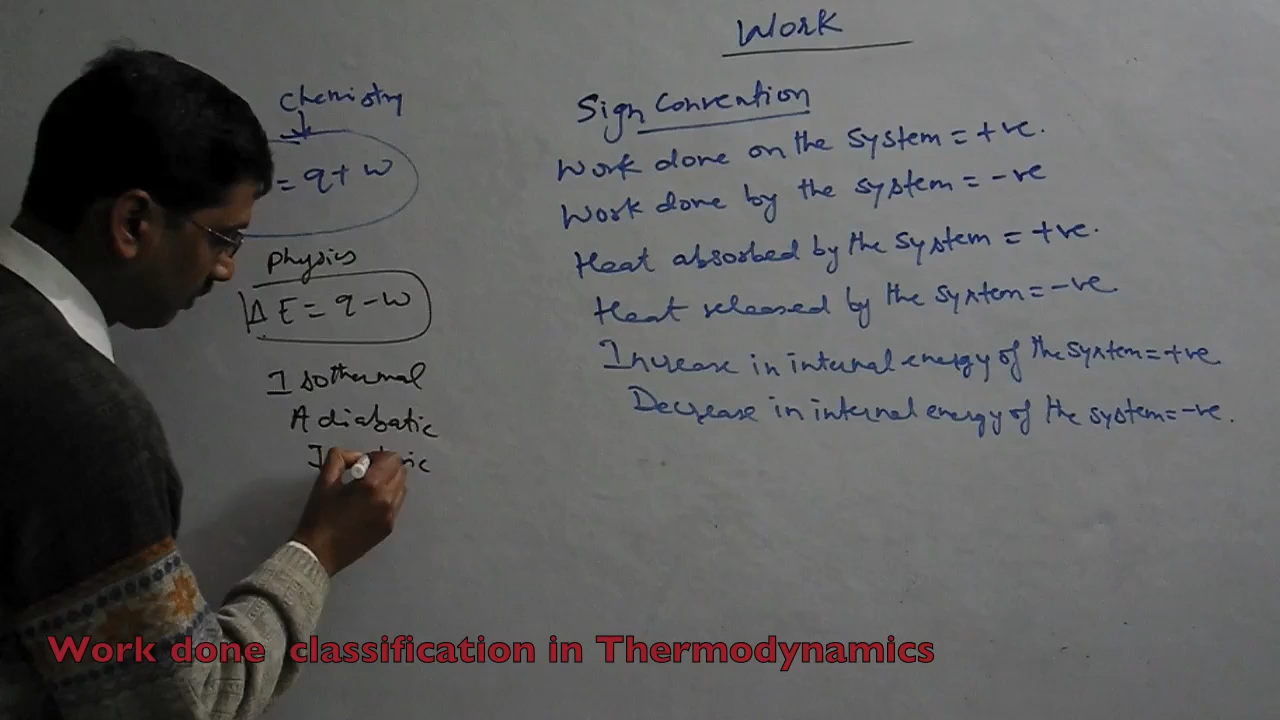 Work
Chemistry
= q + w
Physics
ΔE = q - w
Isothermal
Adiabatic
Sign Convention
Work done on the system = +ve.
Work done by the system = -ve
Heat absorbed by the system = +ve.
Heat released by the system = -ve.
Increase in internal energy of the system = +ve.
Decrease in internal energy of the system = -ve.
Work done classification in Thermodynamics